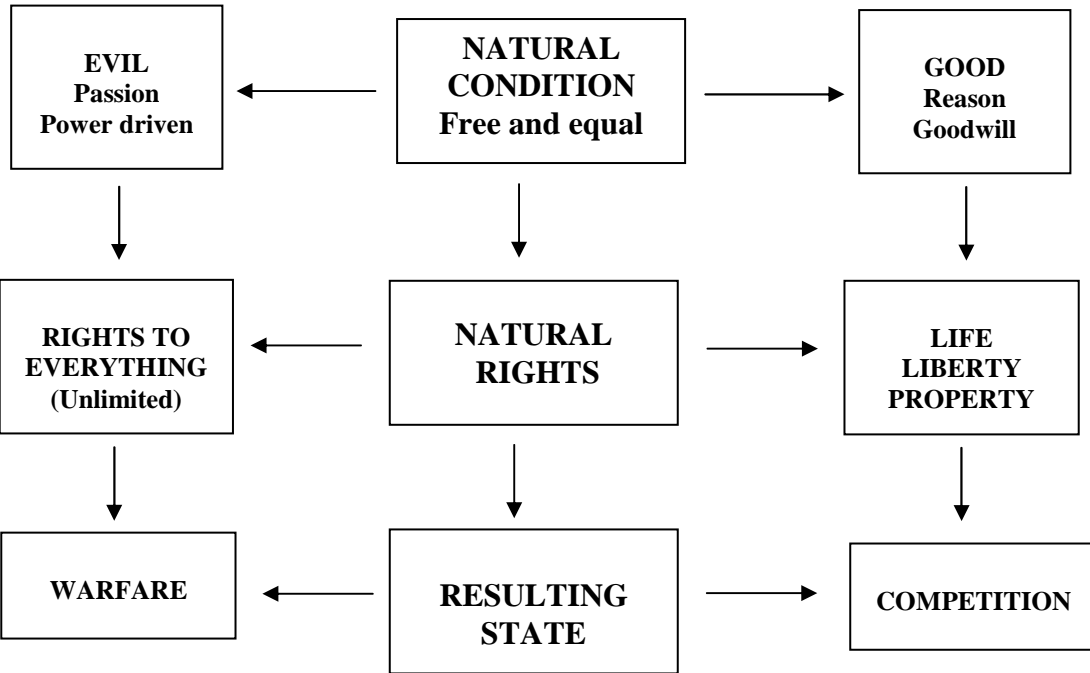 EVIL
Passion
Power driven
NATURAL
CONDITION
Free and equal
GOOD
Reason
Goodwill
RIGHTS TO
EVERYTHING
(Unlimited)
NATURAL
RIGHTS
LIFE
LIBERTY
PROPERTY
WARFARE
RESULTING
STATE
COMPETITION